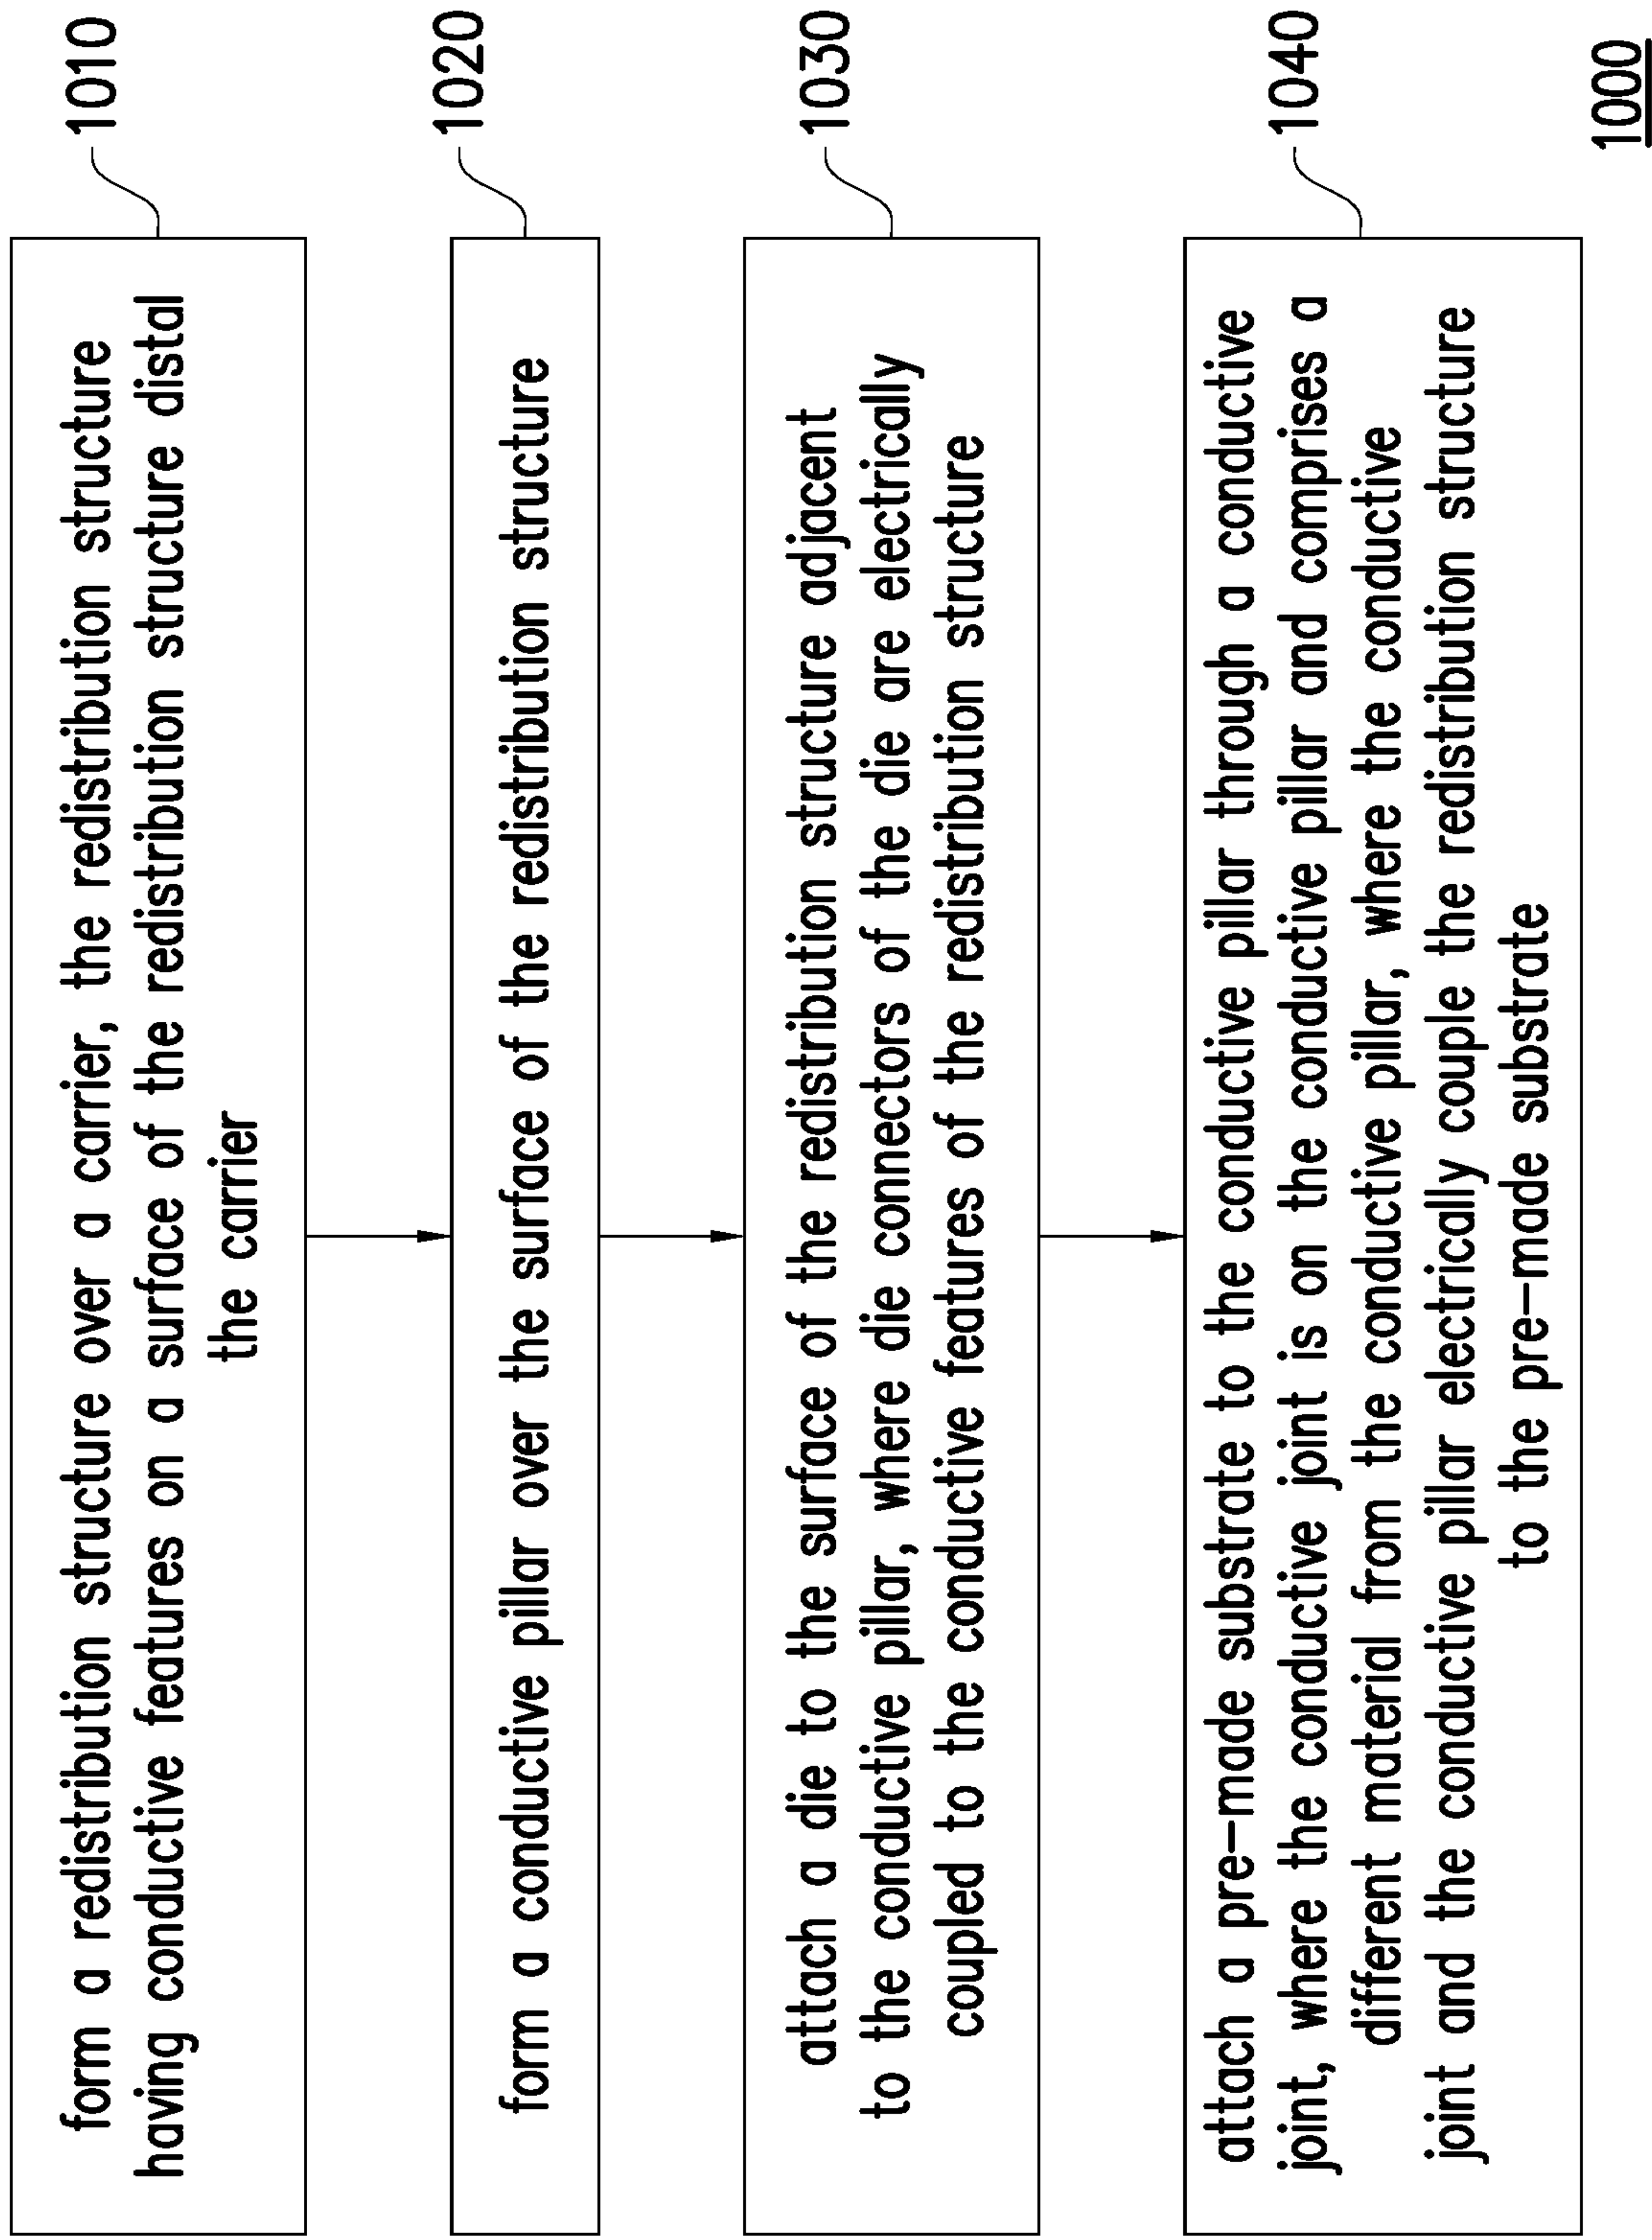 form a redistribution structure over a carrier, the redistribution structure
having conductive features on a surface of the redistribution structure distal
the carrier
1010
form a conductive pillar over the surface of the redistribution structure
1020
attach a die to the surface of the redistribution structure adjacent
to the conductive pillar, where die connectors of the die are electrically
coupled to the conductive features of the redistribution structure
1030
attach a pre-made substrate to the conductive pillar through a conductive
joint, where the conductive joint is on the conductive pillar and comprises a
different material from the conductive pillar, where the conductive
joint and the conductive pillar electrically couple the redistribution structure
to the pre-made substrate
1040
1000